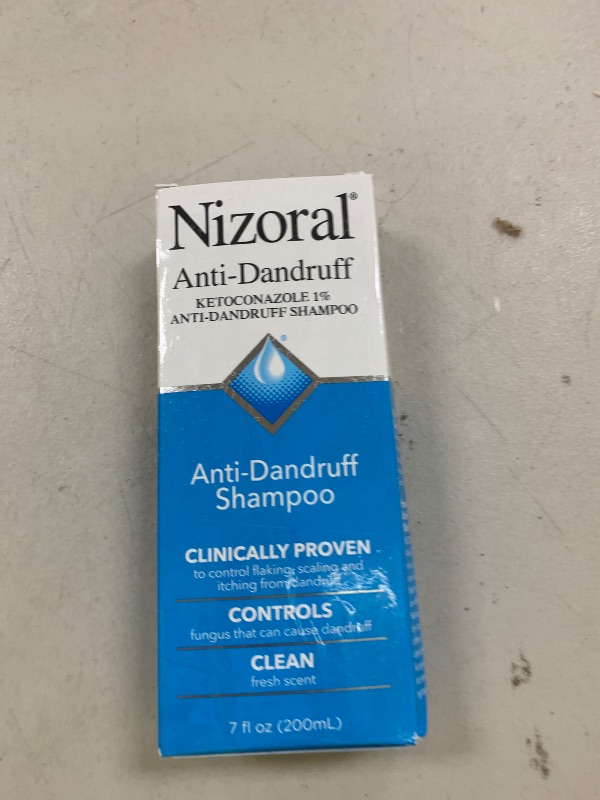 Nizoral®
Anti-Dandruff
KETOCONAZOLE 1%
ANTI-DANDRUFF SHAMPOO
Anti-Dandruff
Shampoo
CLINICALLY PROVEN
to control flaking, scaling and
itching from dandruff
CONTROLS
fungus that can cause dandruff
CLEAN
fresh scent
7 fl oz (200mL)